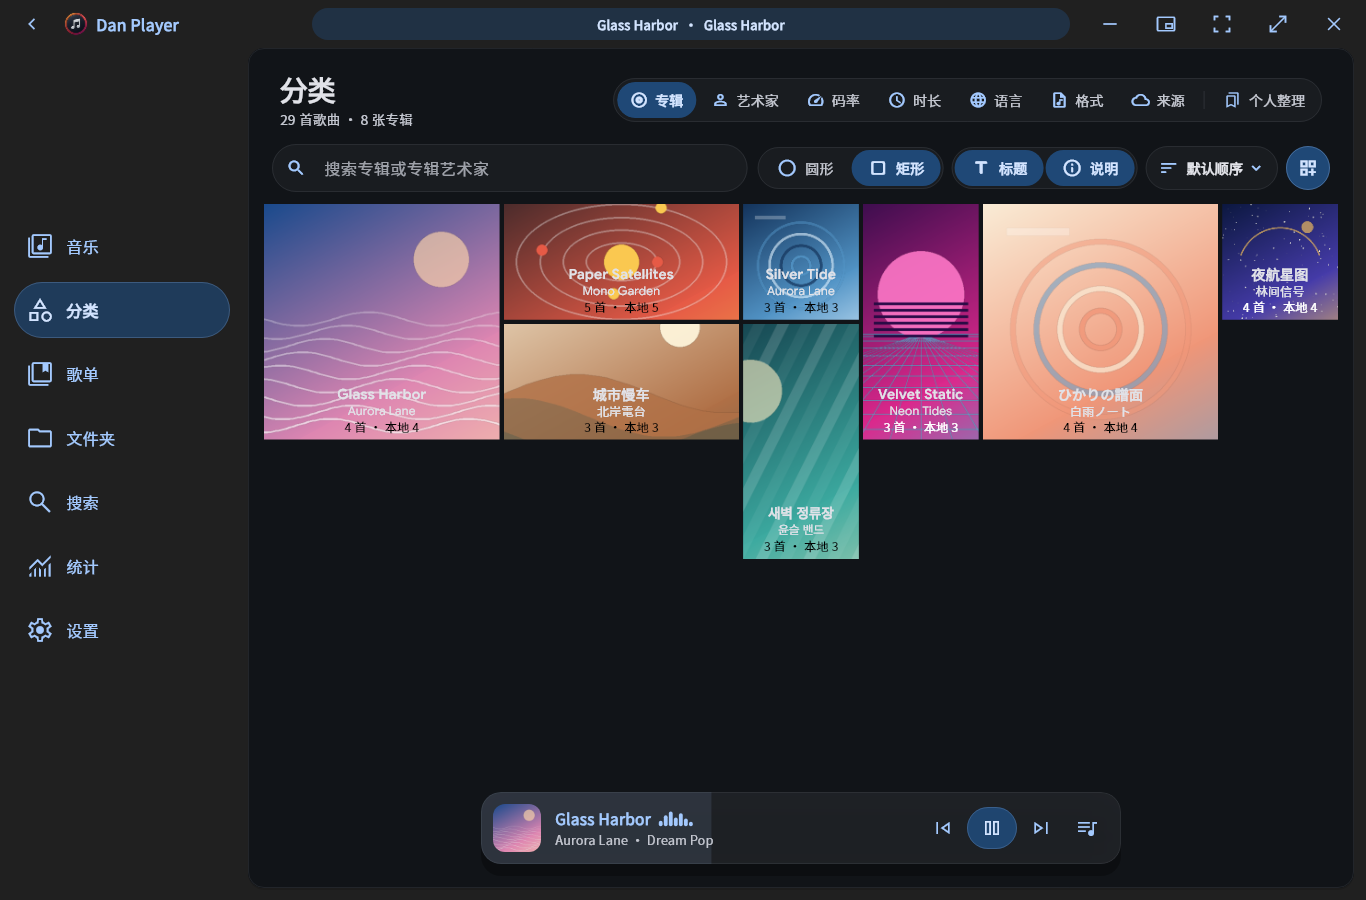 Dan Player
Glass Harbor • Glass Harbor
分类
29 首歌曲 • 8 张专辑
专辑
艺术家
码率
时长
语言
格式
来源
个人整理
搜索专辑或专辑艺术家
圆形
矩形
标题
说明
默认顺序
音乐
分类
歌单
文件夹
搜索
统计
设置
Glass Harbor
Aurora Lane
4 首 • 本地 4
Paper Satellites
Mono Garden
5 首 • 本地 5
城市慢车
北岸電台
3 首 • 本地 3
Silver Tide
Aurora Lane
3 首 • 本地 3
새벽 정류장
윤슬 밴드
3 首 • 本地 3
Velvet Static
Neon Tides
3 首 • 本地 3
ひかりの譜面
白雨ノート
4 首 • 本地 4
夜航星图
林间信号
4 首 • 本地 4
Glass Harbor
Aurora Lane • Dream Pop